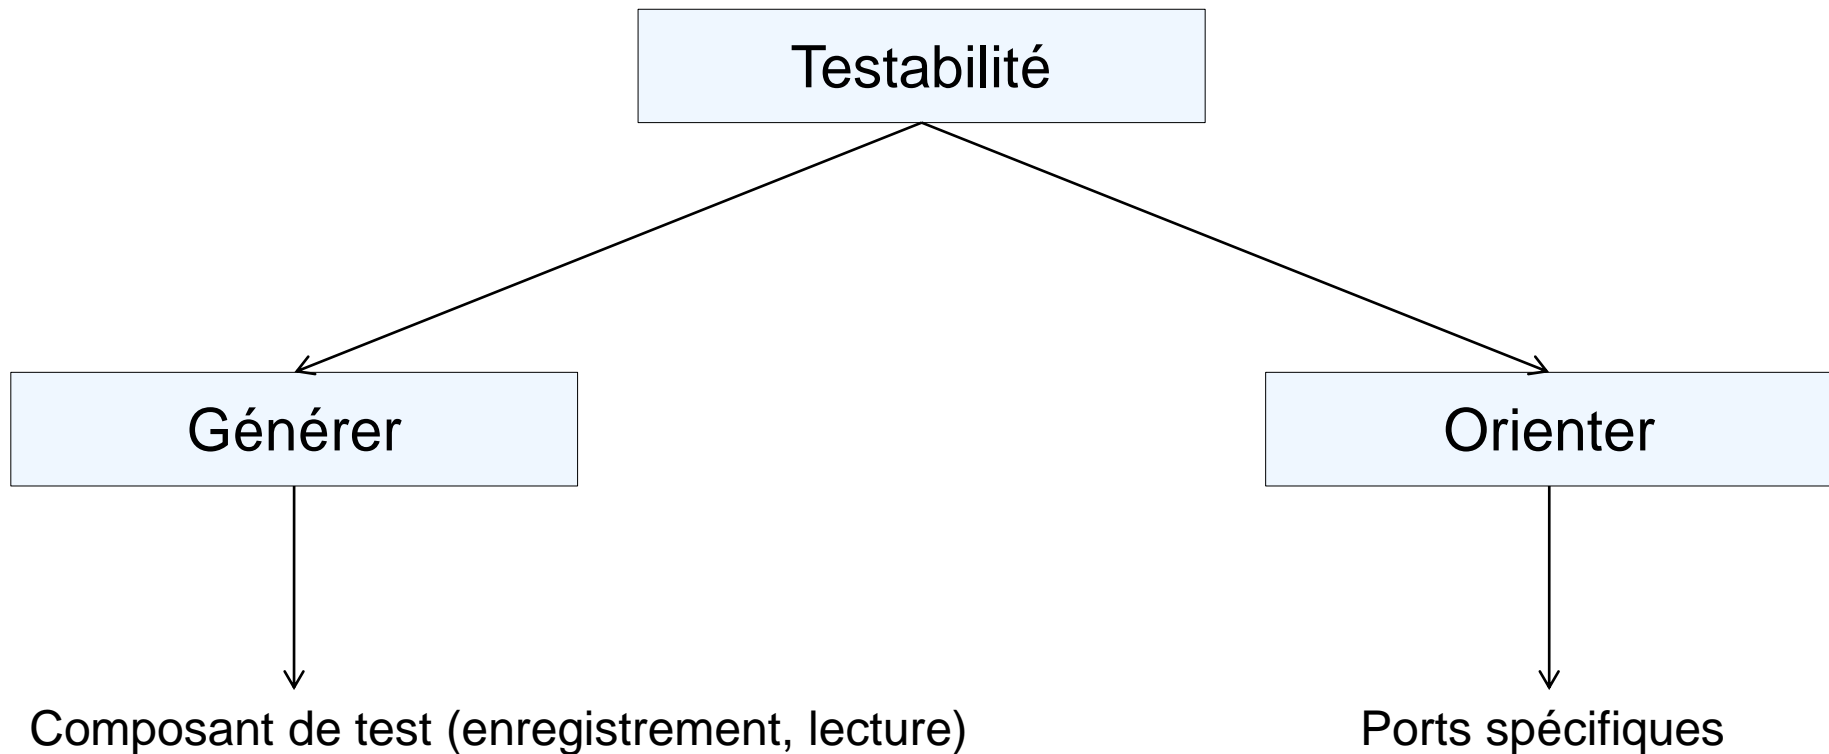 Testabilité
Générer
Orienter
Composant de test (enregistrement, lecture)
Ports spécifiques